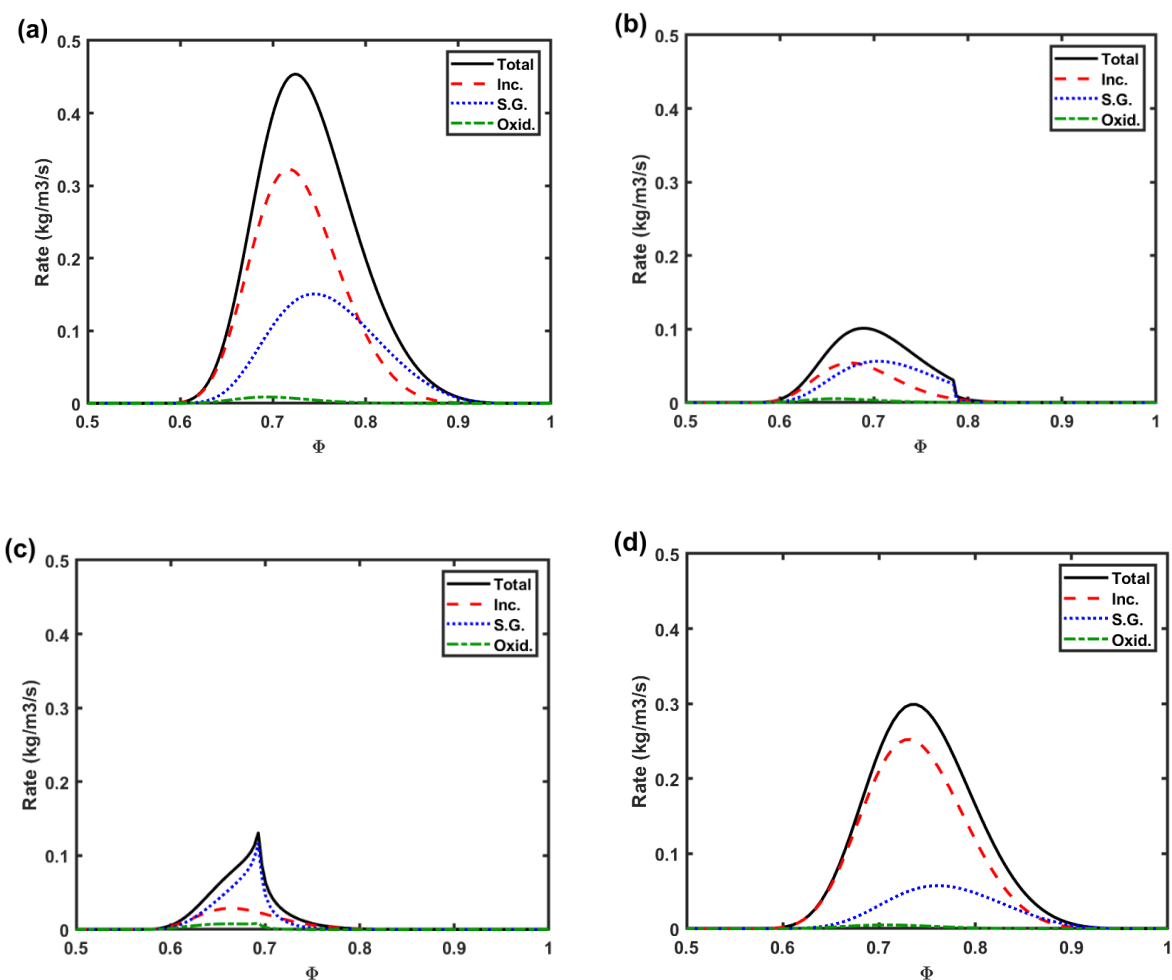 (a)
0.5
0.4
0.3
0.2
0.1
0
Rate (kg/m3/s)
Total
Inc.
S.G.
Oxid.
0.5 0.6 0.7 0.8 0.9 1
Φ
(b)
0.5
0.4
0.3
0.2
0.1
0
Rate (kg/m3/s)
Total
Inc.
S.G.
Oxid.
0.5 0.6 0.7 0.8 0.9 1
Φ
(c)
0.5
0.4
0.3
0.2
0.1
0
Rate (kg/m3/s)
Total
Inc.
S.G.
Oxid.
0.5 0.6 0.7 0.8 0.9 1
Φ
(d)
0.5
0.4
0.3
0.2
0.1
0
Rate (kg/m3/s)
Total
Inc.
S.G.
Oxid.
0.5 0.6 0.7 0.8 0.9 1
Φ